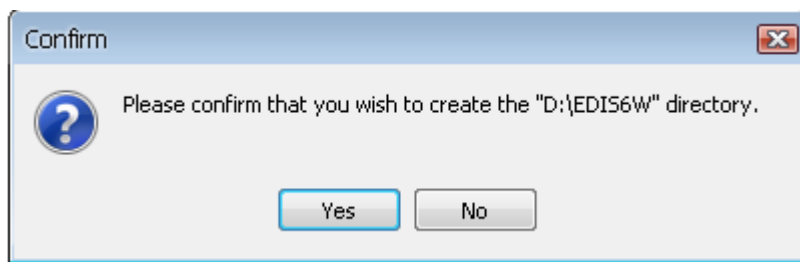 Confirm
Please confirm that you wish to create the "D:\EDIS6W" directory.
Yes
No